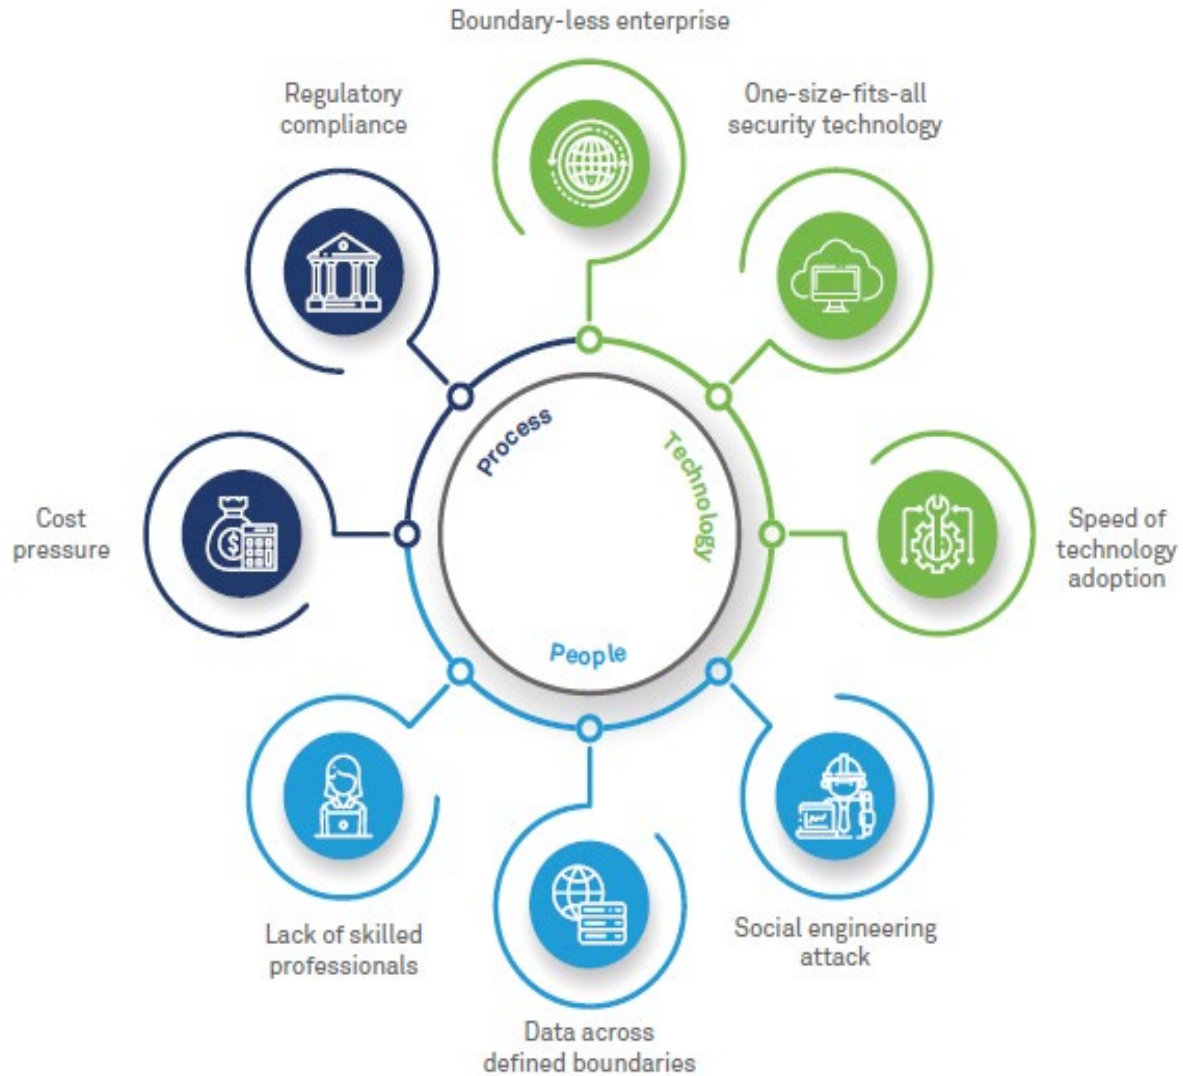 Boundary-less enterprise
One-size-fits-all
security technology
Speed of
technology
adoption
Social engineering
attack
Data across
defined boundaries
Lack of skilled
professionals
Cost
pressure
Regulatory
compliance
Process
Technology
People